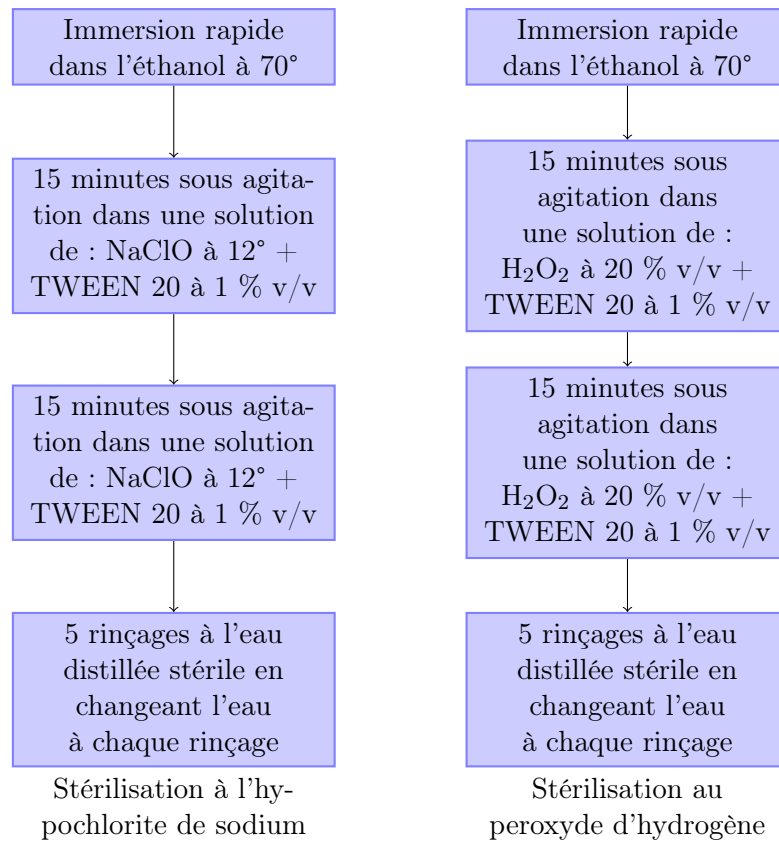 Immersion rapide
dans l'éthanol à 70°
15 minutes sous agita-
tion dans une solution
de : NaClO à 12° +
TWEEN 20 à 1 % v/v
15 minutes sous agita-
tion dans une solution
de : NaClO à 12° +
TWEEN 20 à 1 % v/v
5 rinçages à l'eau
distillée stérile en
changeant l'eau
à chaque rinçage
Stérilisation à l'hy-
pochlorite de sodium
Immersion rapide
dans l'éthanol à 70°
15 minutes sous
agitation dans
une solution de :
H₂O₂ à 20 % v/v +
TWEEN 20 à 1 % v/v
15 minutes sous
agitation dans
une solution de :
H₂O₂ à 20 % v/v +
TWEEN 20 à 1 % v/v
5 rinçages à l'eau
distillée stérile en
changeant l'eau
à chaque rinçage
Stérilisation au
peroxyde d'hydrogène